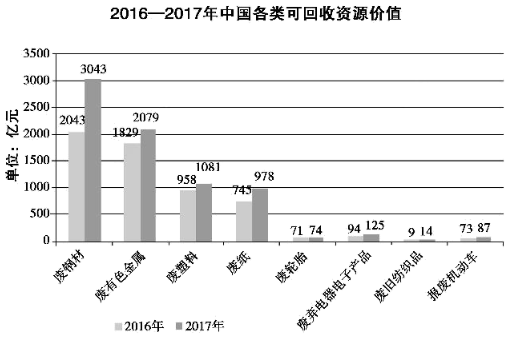 2016—2017年中国各类可回收资源价值
单位：亿元
3500
3000
2500
2000
1500
1000
500
0
2043 3043
1829 2079
958 1081
745 978
71 74
94 125
9 14
73 87
废钢材
废有色金属
废塑料
废纸
废轮胎
废弃电器电子产品
废旧纺织品
报废机动车
2016年 2017年